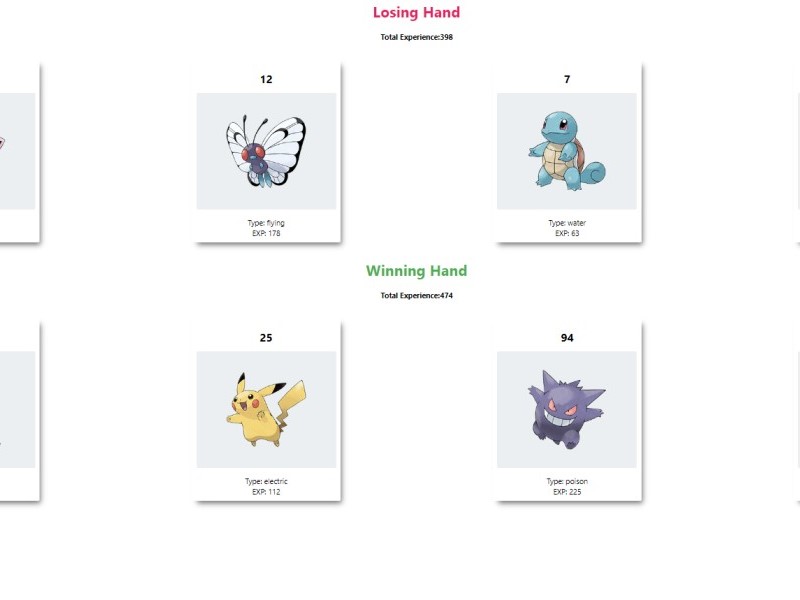 Losing Hand
Total Experience:398
12
7
Type: flying
EXP: 178
Type: water
EXP: 63
Winning Hand
Total Experience:474
25
94
Type: electric
EXP: 112
Type: poison
EXP: 225